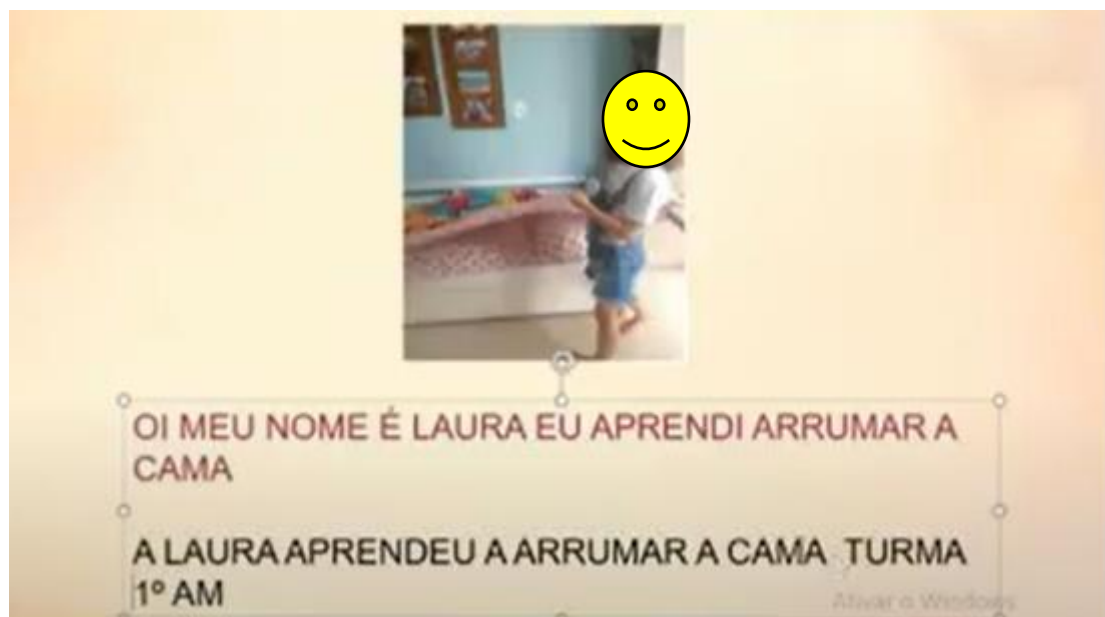 OI MEU NOME É LAURA EU APRENDI ARRUMAR A
CAMA
A LAURA APRENDEU A ARRUMAR A CAMA TURMA
1º AM
Ativar o Windows